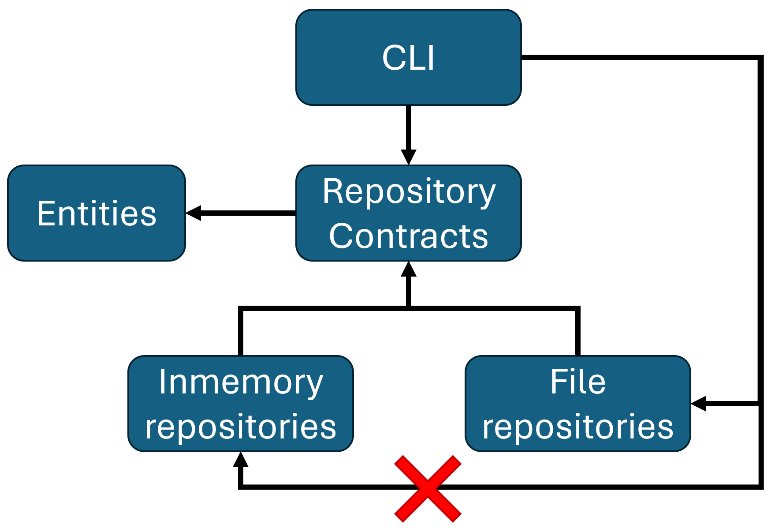 CLI
Entities
Repository
Contracts
Inmemory
repositories
File
repositories